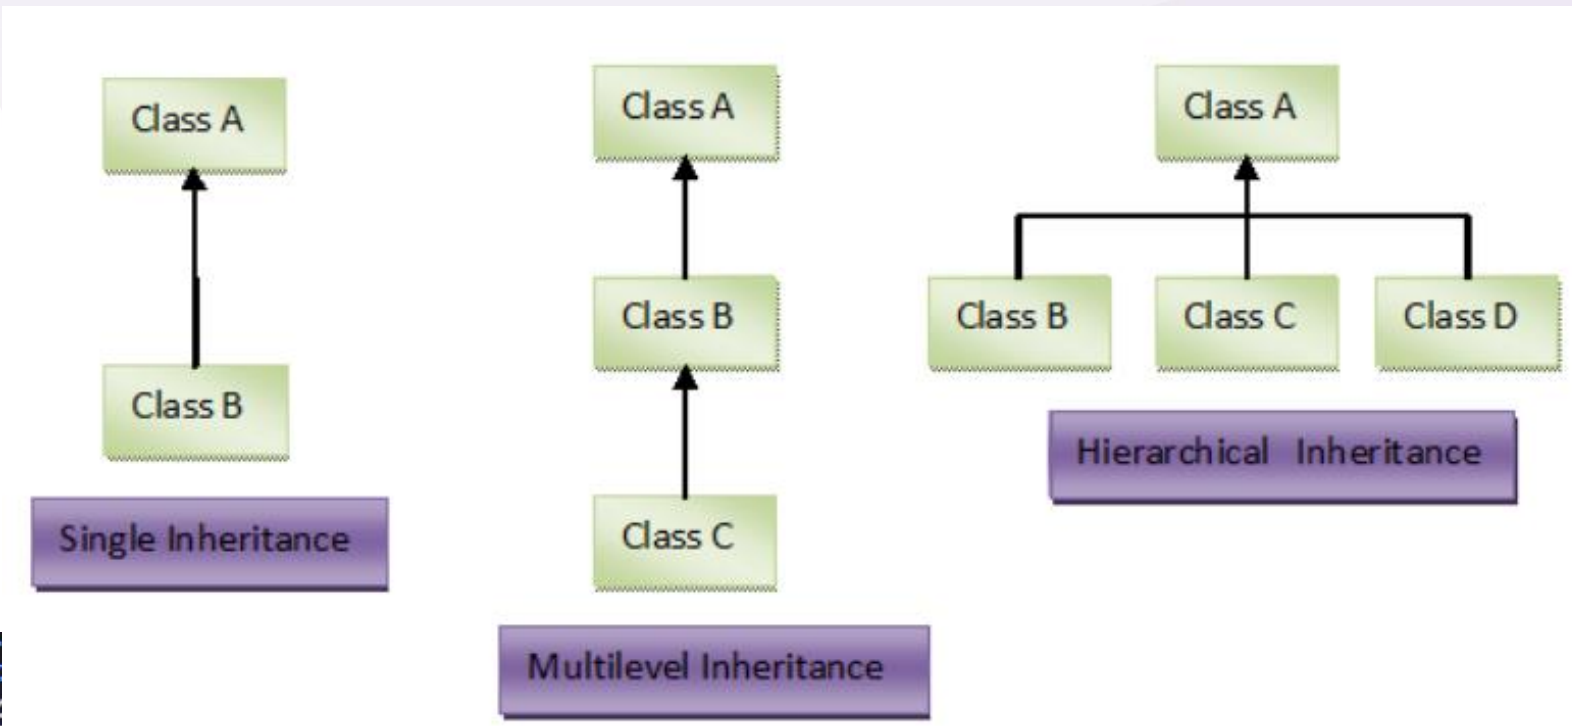 Class A
Class B
Single Inheritance
Class A
Class B
Class C
Multilevel Inheritance
Class A
Class B
Class C
Class D
Hierarchical Inheritance